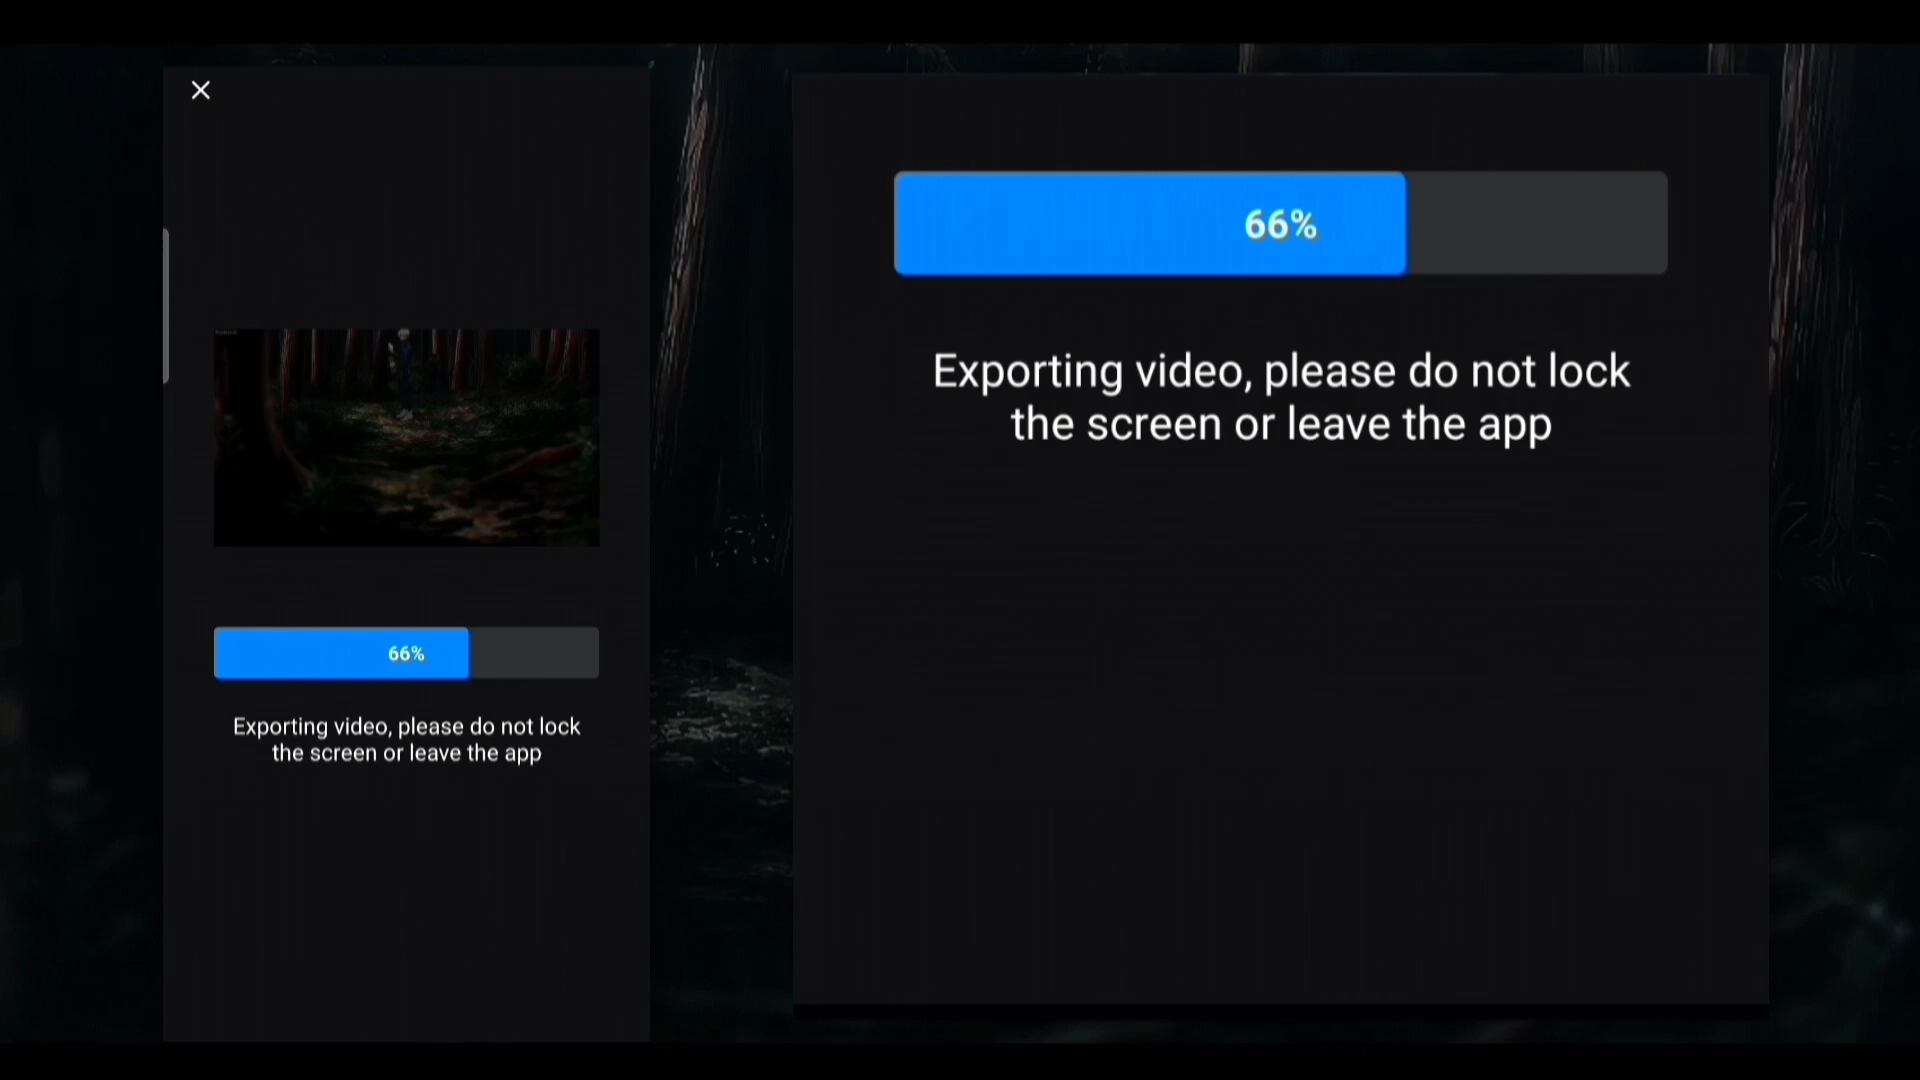 66%
Exporting video, please do not lock
the screen or leave the app
66%
Exporting video, please do not lock
the screen or leave the app